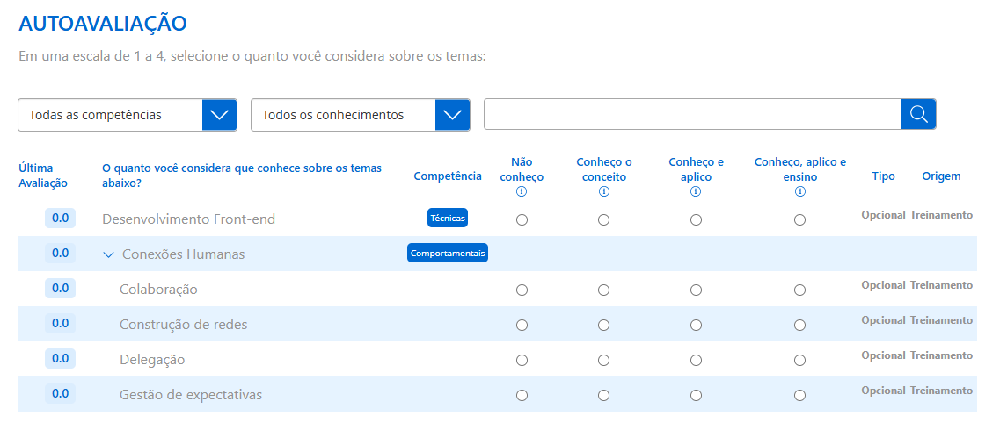 AUTOAVALIAÇÃO
Em uma escala de 1 a 4, selecione o quanto você considera sobre os temas:
Todas as competências
Todos os conhecimentos
Última Avaliação
O quanto você considera que conhece sobre os temas abaixo?
Competência
Não conheço
Conheço o conceito
Conheço e aplico
Conheço, aplico e ensino
Tipo
Origem
0.0 Desenvolvimento Front-end Técnicas Opcional Treinamento
0.0 Conexões Humanas Comportamentais
0.0 Colaboração Opcional Treinamento
0.0 Construção de redes Opcional Treinamento
0.0 Delegação Opcional Treinamento
0.0 Gestão de expectativas Opcional Treinamento